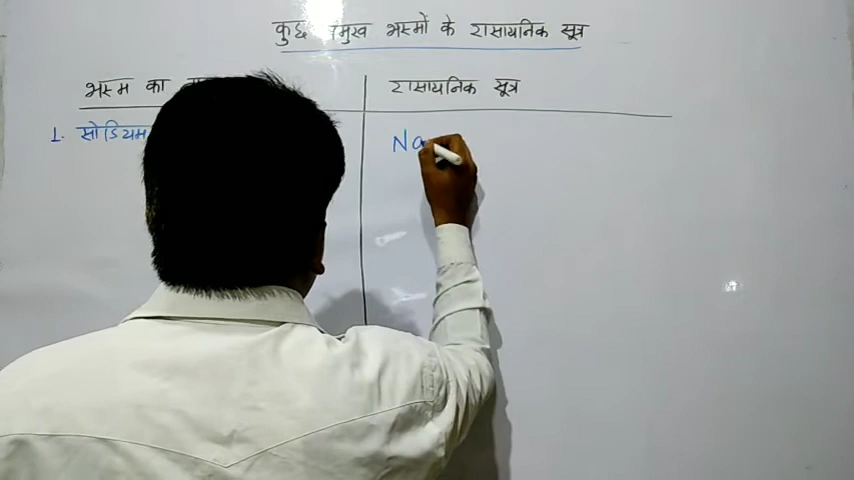 कुछ प्रमुख भस्मों के रासायनिक सूत्र
भस्म का रासायनिक सूत्र
1. सोडियम Na